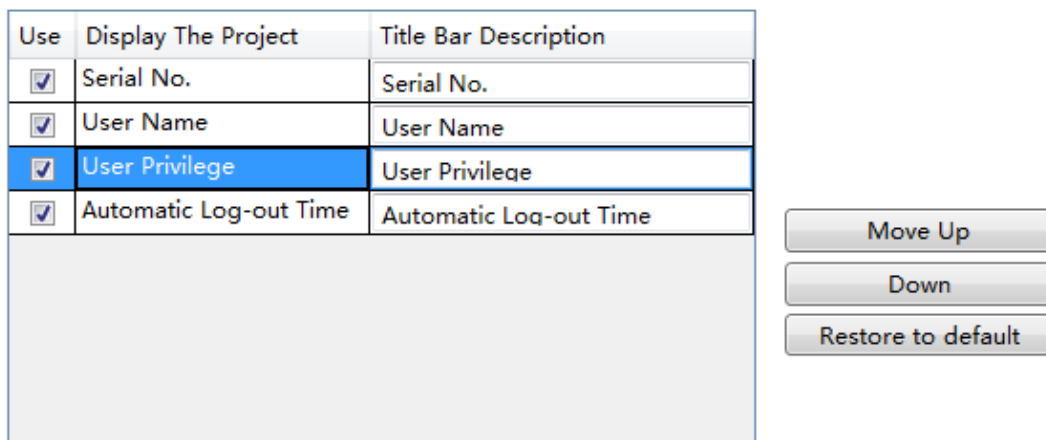 Use Display The Project Title Bar Description
Serial No. Serial No.
User Name User Name
User Privilege User Privilege
Automatic Log-out Time Automatic Log-out Time
Move Up
Down
Restore to default